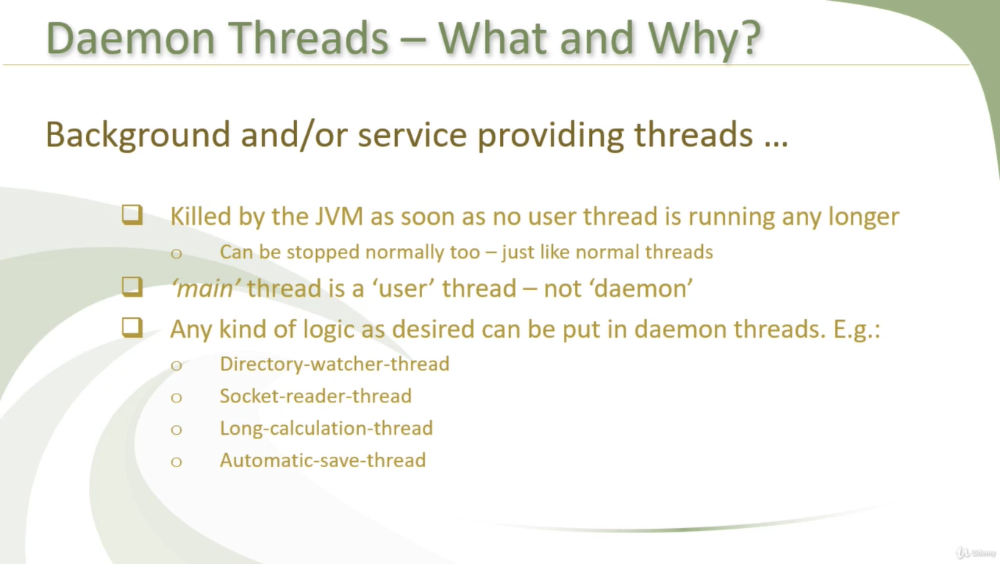 Daemon Threads – What and Why?
Background and/or service providing threads ...
❑ Killed by the JVM as soon as no user thread is running any longer
o Can be stopped normally too – just like normal threads
❑ ‘main’ thread is a ‘user’ thread – not ‘daemon’
❑ Any kind of logic as desired can be put in daemon threads. E.g.:
o Directory-watcher-thread
o Socket-reader-thread
o Long-calculation-thread
o Automatic-save-thread
Udemy